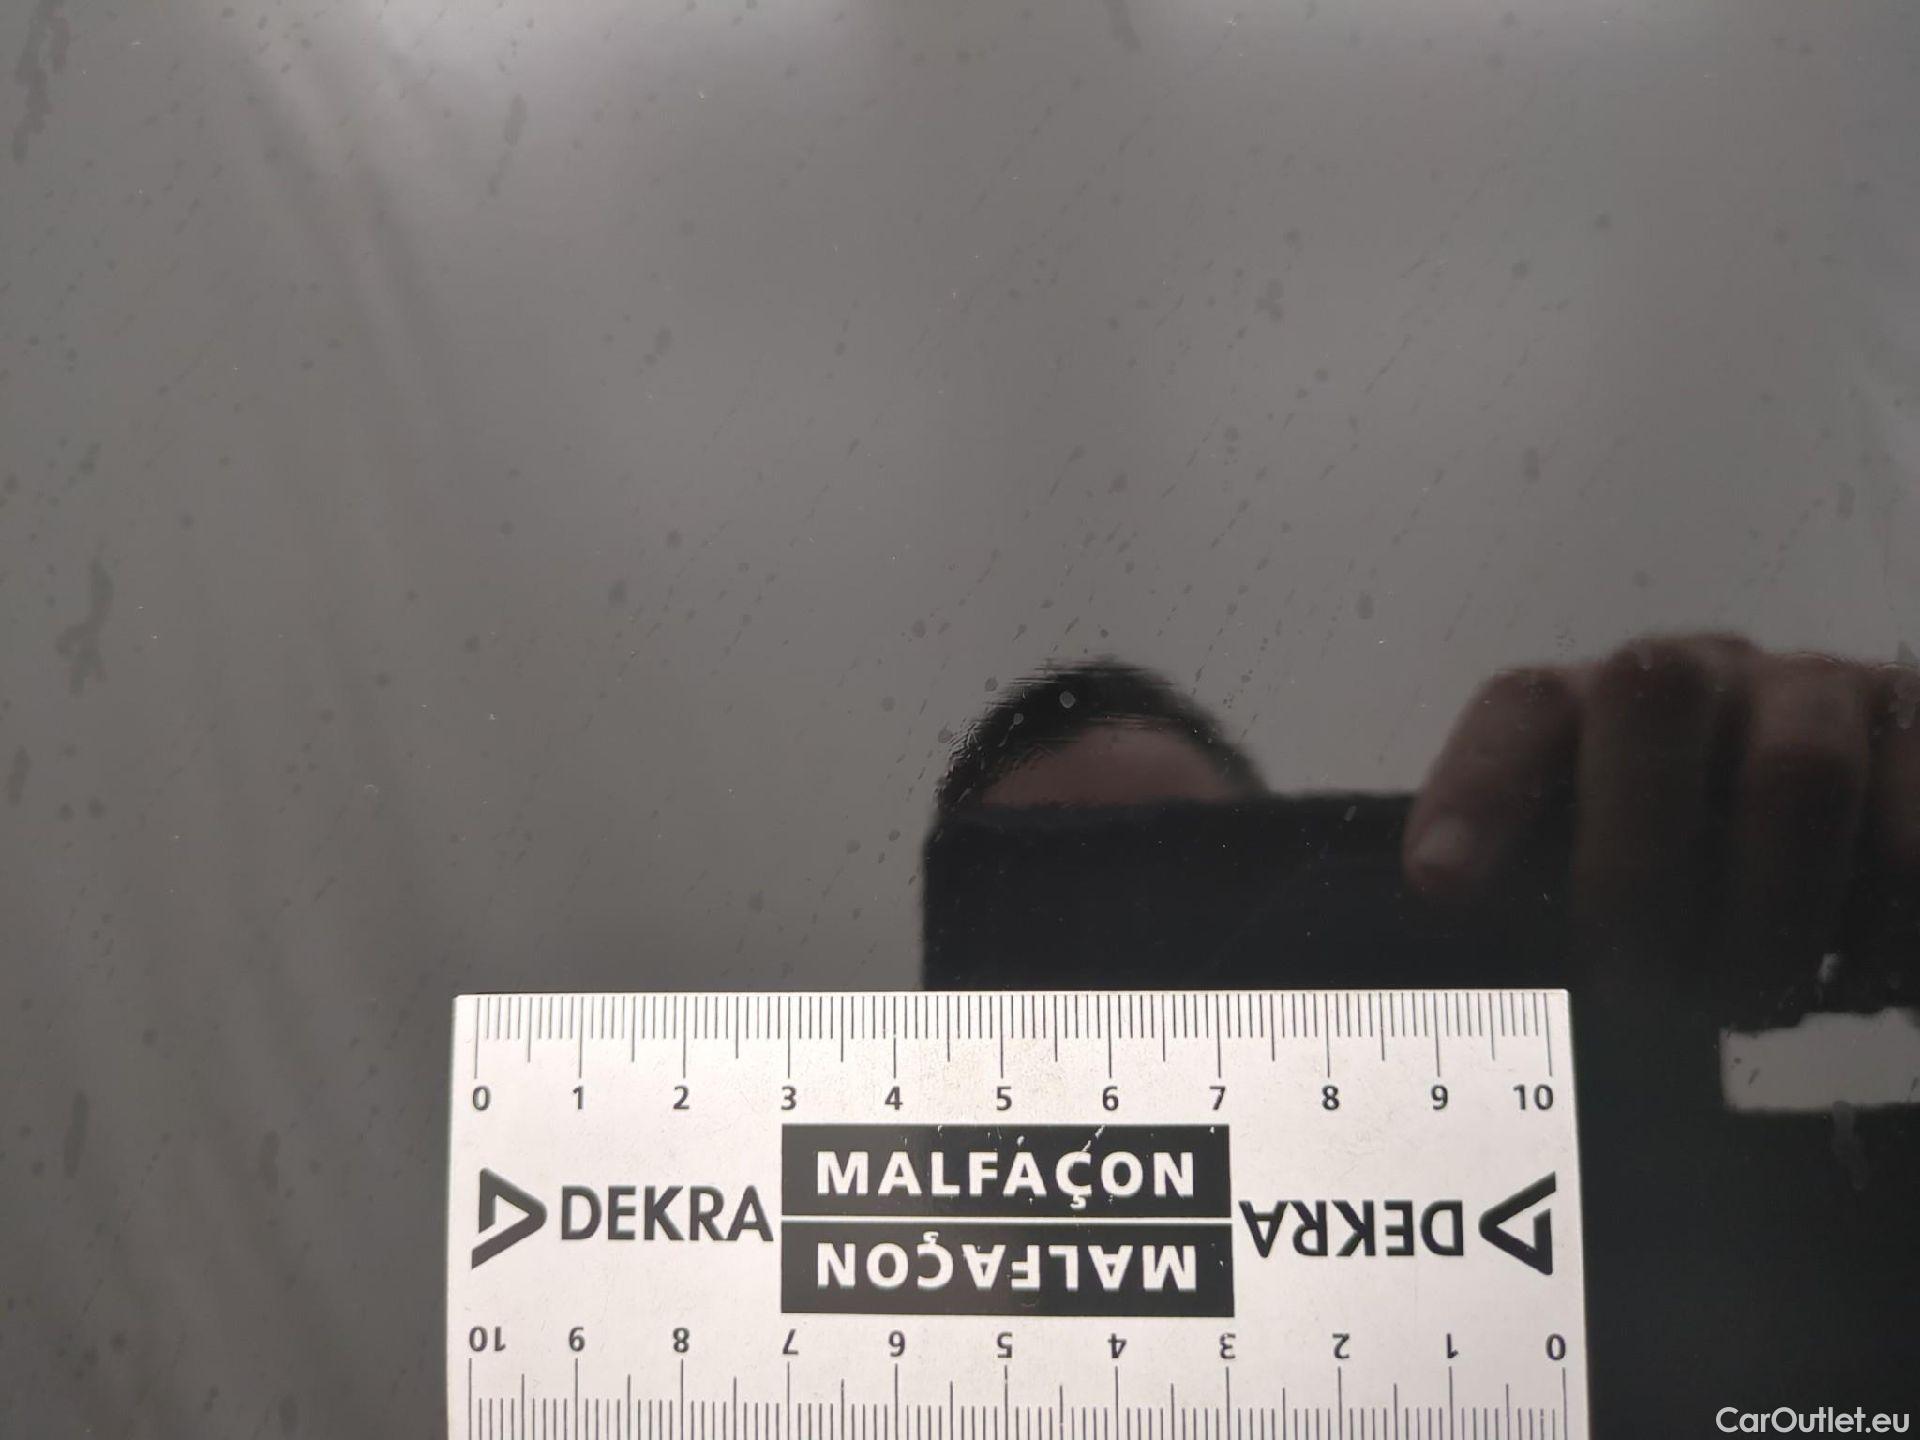 0 1 2 3 4 5 6 7 8 9 10
DEKRA MALFAÇON DEKRA
MALFAÇON
10 9 8 7 6 5 4 3 2 1 0
CarOutlet.eu